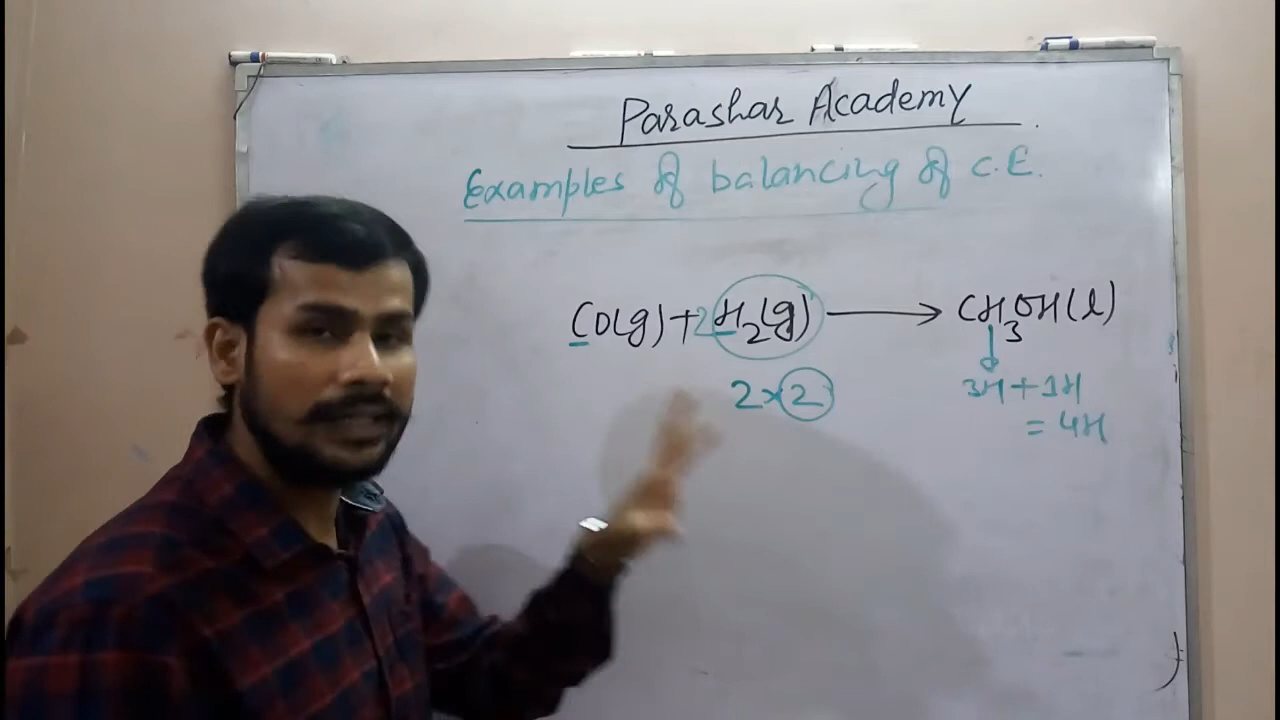 Parashar Academy
Examples of balancing of C.E.
CO(g) + 2H₂(g) ⟶ CH₃OH(l)
2×2 3H + 1H
= 4H